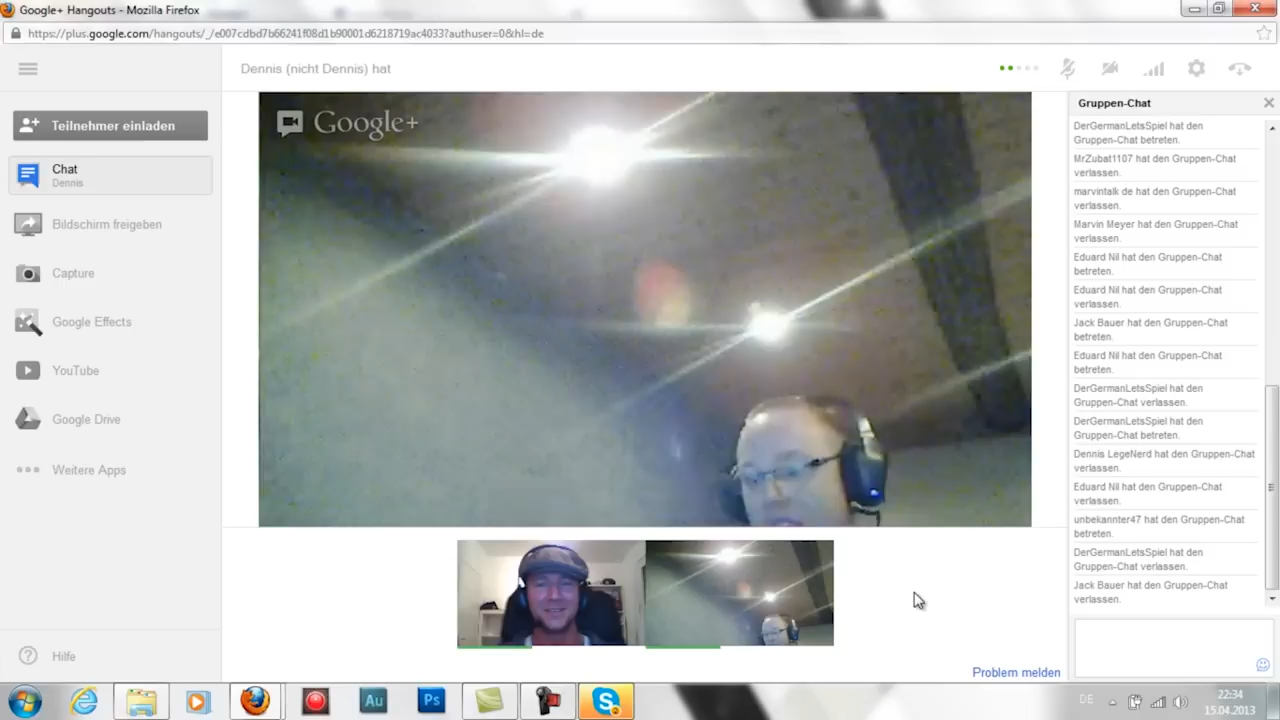 Google+ Hangouts - Mozilla Firefox
https://plus.google.com/hangouts/_/e007cdbd7b66241f08d1b90001d6218719ac4033?authuser=0&hl=de
Dennis (nicht Dennis) hat
Teilnehmer einladen
Chat
Dennis
Bildschirm freigeben
Capture
Google Effects
YouTube
Google Drive
Weitere Apps
Hilfe
Google+
Problem melden
Gruppen-Chat
DerGermanLetsSpiel hat den
Gruppen-Chat betreten.
MrZubat1107 hat den Gruppen-Chat
verlassen.
marvintalk de hat den Gruppen-Chat
verlassen.
Marvin Meyer hat den Gruppen-Chat
verlassen.
Eduard Nil hat den Gruppen-Chat
betreten.
Eduard Nil hat den Gruppen-Chat
verlassen.
Jack Bauer hat den Gruppen-Chat
betreten.
Eduard Nil hat den Gruppen-Chat
betreten.
DerGermanLetsSpiel hat den
Gruppen-Chat verlassen.
DerGermanLetsSpiel hat den
Gruppen-Chat betreten.
Dennis LegeNerd hat den Gruppen-Chat
verlassen.
Eduard Nil hat den Gruppen-Chat
verlassen.
unbekannter47 hat den Gruppen-Chat
betreten.
DerGermanLetsSpiel hat den
Gruppen-Chat verlassen.
Jack Bauer hat den Gruppen-Chat
verlassen.
Au
Ps
DE
22:34
15.04.2013